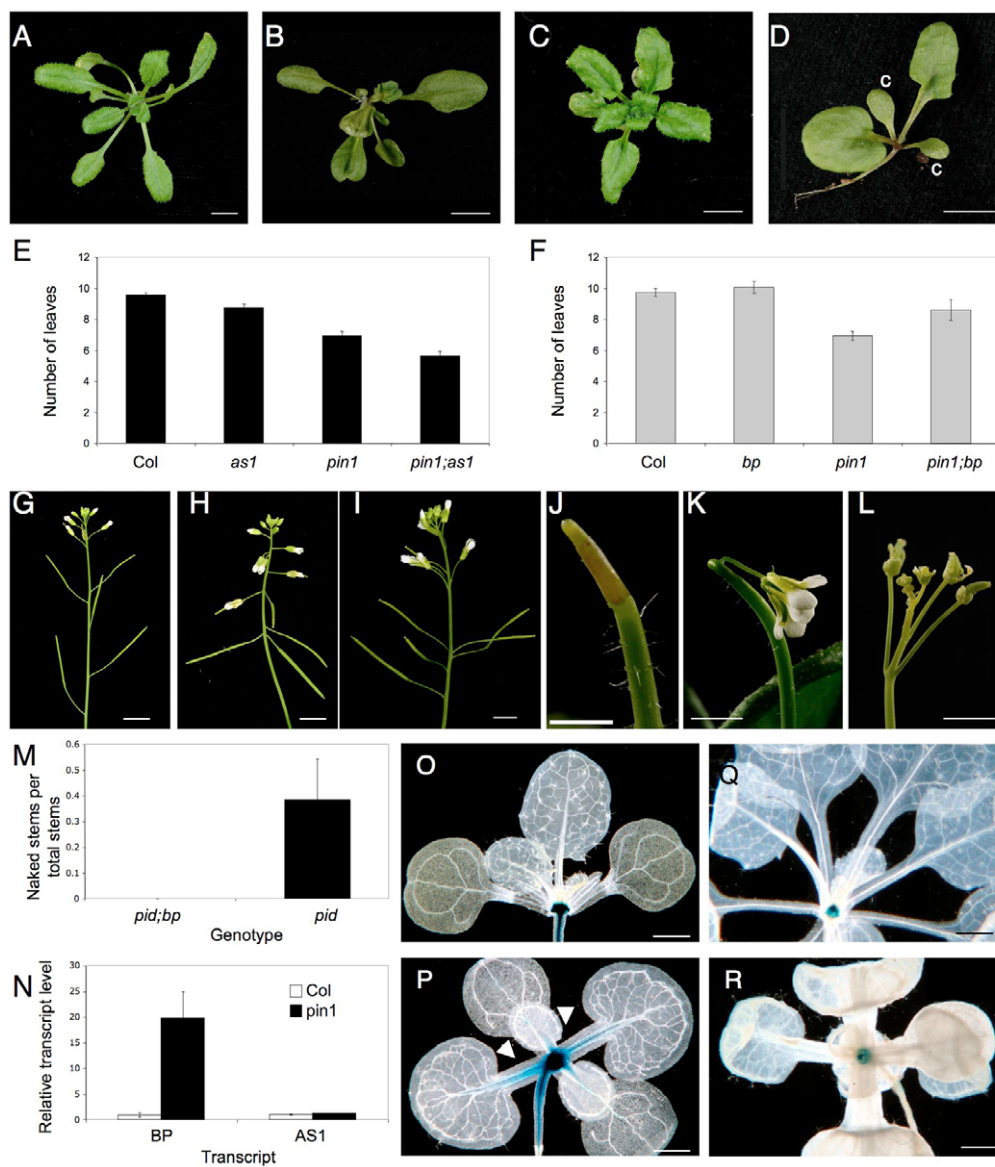 A
B
C
D
c
c
E
Number of leaves
12
10
8
6
4
2
0
Col
as1
pin1
pin1;as1
F
Number of leaves
12
10
8
6
4
2
0
Col
bp
pin1
pin1;bp
G
H
I
J
K
L
M
Naked stems per
total stems
0.6
0.5
0.4
0.3
0.2
0.1
0
pid;bp
pid
Genotype
N
Relative transcript level
30
25
20
15
10
5
0
Col
pin1
BP
AS1
Transcript
O
Q
P
R